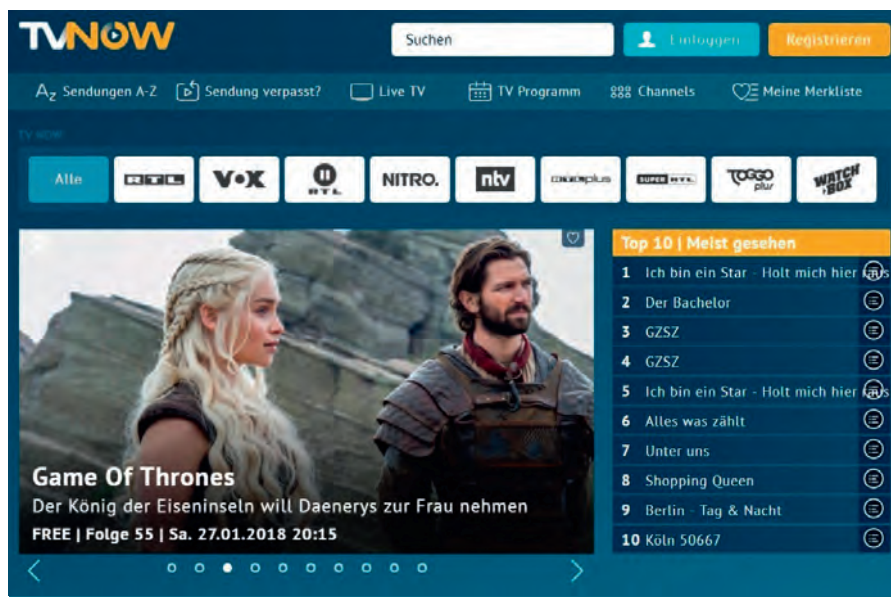 TVNOW
Suchen
Einloggen
Registrieren
Sendungen A-Z
Sendung verpasst?
Live TV
TV Programm
Channels
Meine Merkliste
TV NOW
Alle
RTL
VOX
II RTL
NITRO.
ntv
plus
SUPER RTL
TOGGO plus
WATCH BOX
Game Of Thrones
Der König der Eiseninseln will Daenerys zur Frau nehmen
FREE | Folge 55 | Sa. 27.01.2018 20:15
Top 10 | Meist gesehen
1 Ich bin ein Star - Holt mich hier raus
2 Der Bachelor
3 GZSZ
4 GZSZ
5 Ich bin ein Star - Holt mich hier raus
6 Alles was zählt
7 Unter uns
8 Shopping Queen
9 Berlin - Tag & Nacht
10 Köln 50667